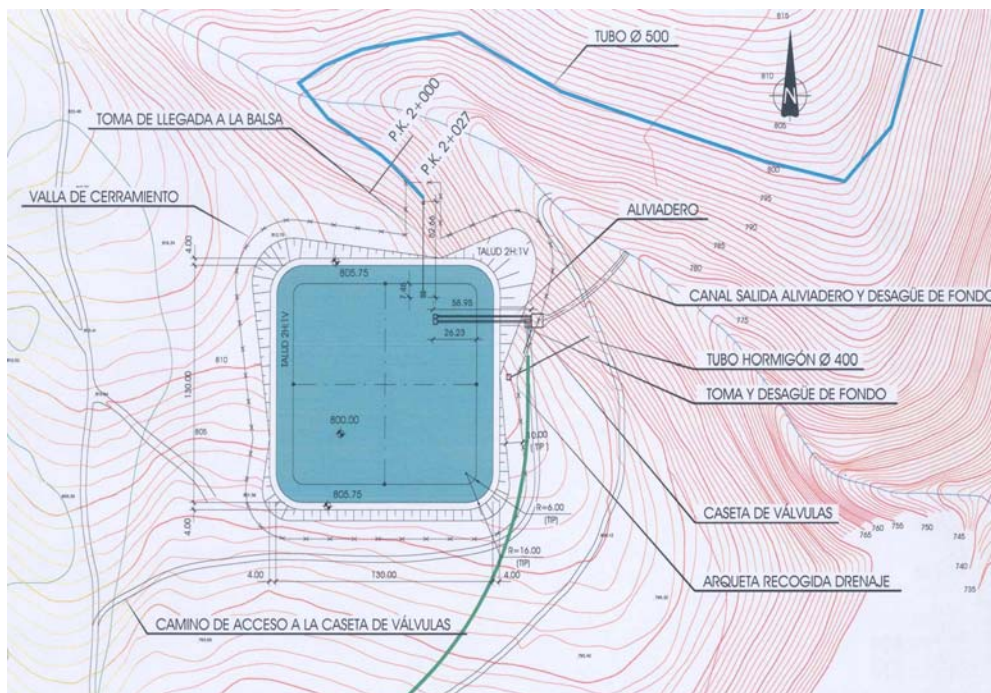 815
TUBO Ø 500
810
N
805
TOMA DE LLEGADA A LA BALSA
P.K. 2+000
P.K. 2+027
800
795
790
785
780
775
VALLA DE CERRAMIENTO
ALIVIADERO
52.66
TALUD 2H:1V
4.00
805.75
7.45
58.95
CANAL SALIDA ALIVIADERO Y DESAGÜE DE FONDO
26.23
TALUD 2H:1V
TUBO HORMIGÓN Ø 400
810
TOMA Y DESAGÜE DE FONDO
130.00
800.00
805
10.00
(TIP)
805.75
CASETA DE VÁLVULAS
R=6.00
(TIP)
4.00
765
760
755
750
745
740
735
R=16.00
(TIP)
4.00
130.00
4.00
ARQUETA RECOGIDA DRENAJE
CAMINO DE ACCESO A LA CASETA DE VÁLVULAS